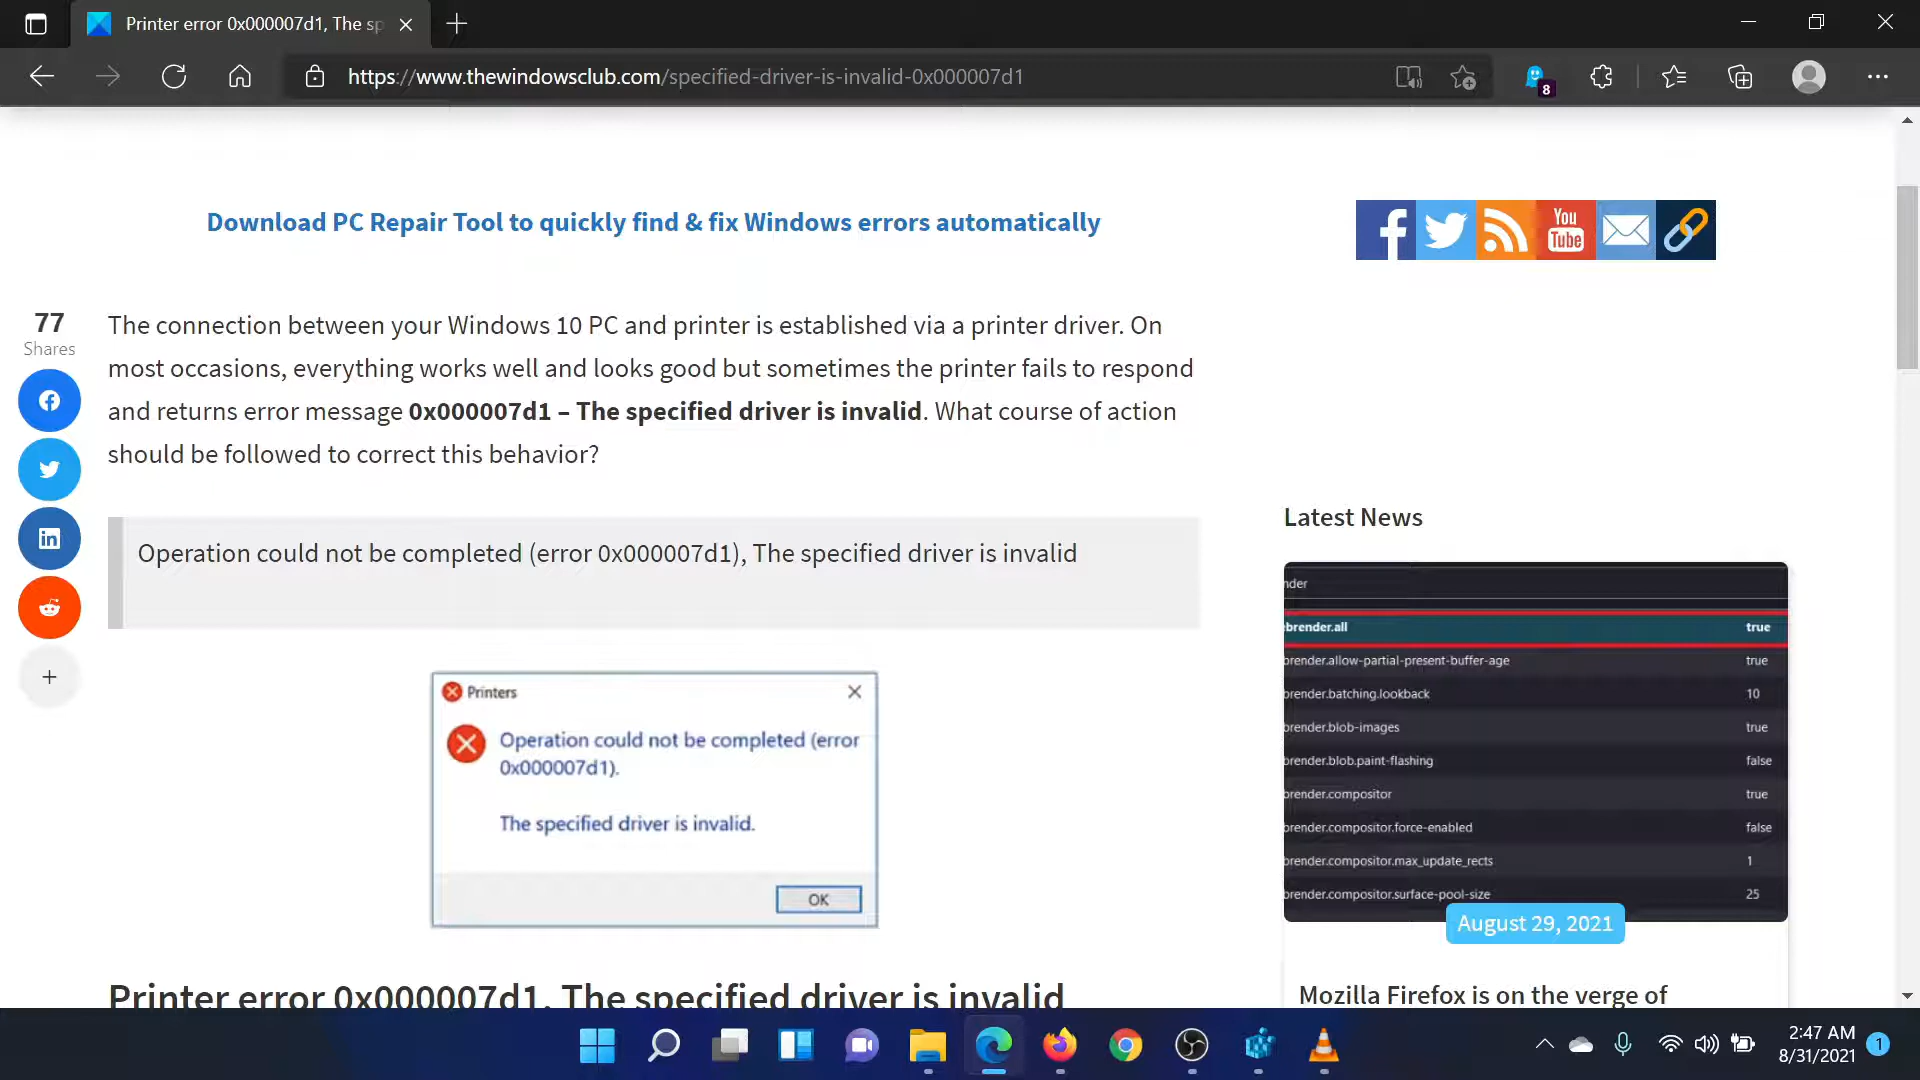 Printer error 0x000007d1, The sp
https://www.thewindowsclub.com/specified-driver-is-invalid-0x000007d1
8
Download PC Repair Tool to quickly find & fix Windows errors automatically
You
Tube
77
Shares
The connection between your Windows 10 PC and printer is established via a printer driver. On
most occasions, everything works well and looks good but sometimes the printer fails to respond
and returns error message 0x000007d1 – The specified driver is invalid. What course of action
should be followed to correct this behavior?
Operation could not be completed (error 0x000007d1), The specified driver is invalid
Printers
Operation could not be completed (error
0x000007d1).
The specified driver is invalid.
OK
Printer error 0x000007d1, The specified driver is invalid
Latest News
nder
ebrender.all true
brender.allow-partial-present-buffer-age true
brender.batching.lookback 10
brender.blob-images true
brender.blob.paint-flashing false
brender.compositor true
brender.compositor.force-enabled false
brender.compositor.max_update_rects 1
brender.compositor.surface-pool-size 25
August 29, 2021
Mozilla Firefox is on the verge of
2:47 AM
8/31/2021
1